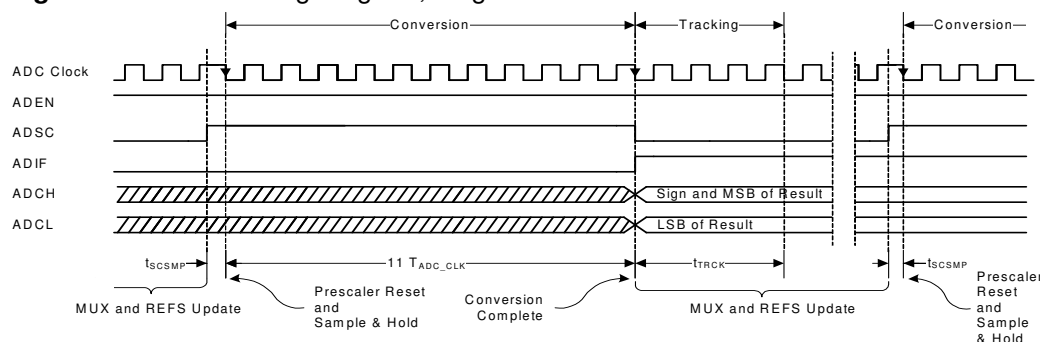 Conversion Tracking Conversion
ADC Clock
ADEN
ADSC
ADIF
ADCH Sign and MSB of Result
ADCL LSB of Result
tSCSMP 11 TADC_CLK tTRCK tSCSMP
MUX and REFS Update
Prescaler Reset
and
Sample & Hold
Conversion
Complete
MUX and REFS Update
Prescaler
Reset
and
Sample
& Hold